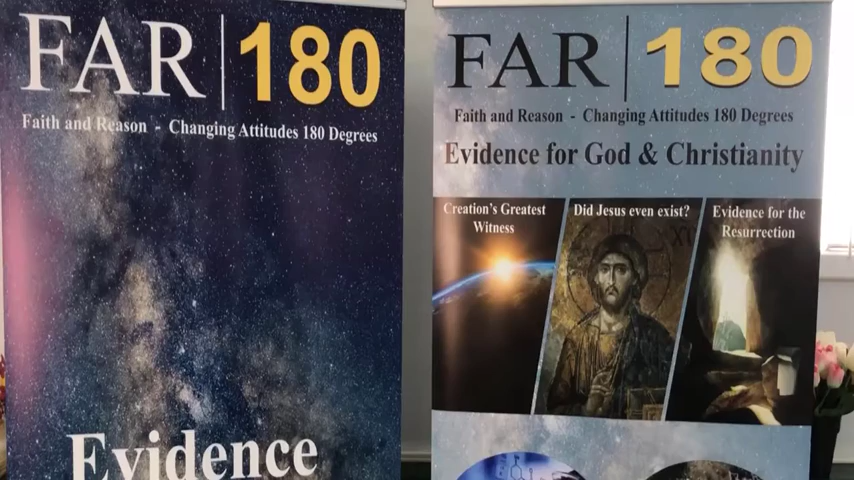 FAR | 180
Faith and Reason - Changing Attitudes 180 Degrees
Evidence
FAR | 180
Faith and Reason - Changing Attitudes 180 Degrees
Evidence for God & Christianity
Creation's Greatest
Witness
Did Jesus even exist?
Evidence for the
Resurrection